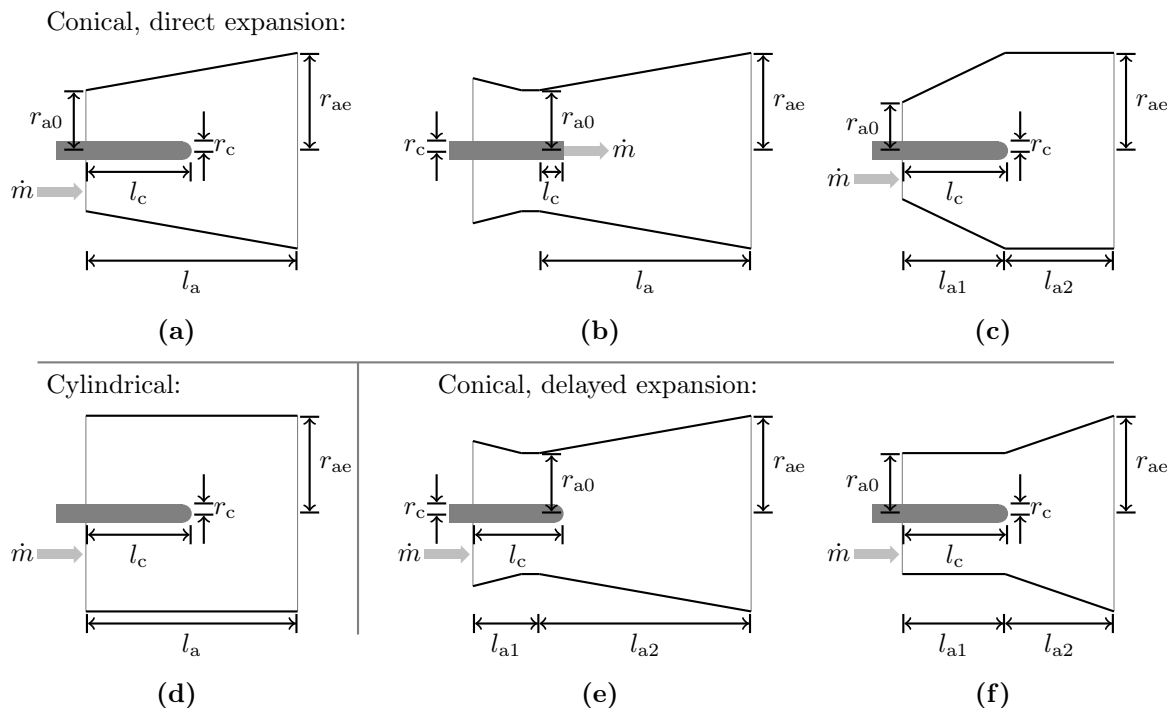 Conical, direct expansion:
r_a0 r_ae r_c l_c ṁ l_a
(a)
r_c r_a0 r_ae ṁ l_c l_a
(b)
r_a0 r_ae r_c l_c ṁ l_a1 l_a2
(c)
Cylindrical:
r_ae r_c l_c ṁ l_a
(d)
Conical, delayed expansion:
r_c r_a0 r_ae ṁ l_c l_a1 l_a2
(e)
r_a0 r_ae r_c l_c ṁ l_a1 l_a2
(f)